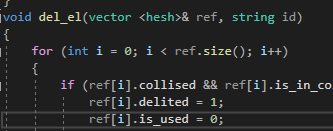 }
void del_el(vector <hesh>& ref, string id)
{
for (int i = 0; i < ref.size(); i++)
{
if (ref[i].collised && ref[i].is_in_co
ref[i].delited = 1;
ref[i].is_used = 0;